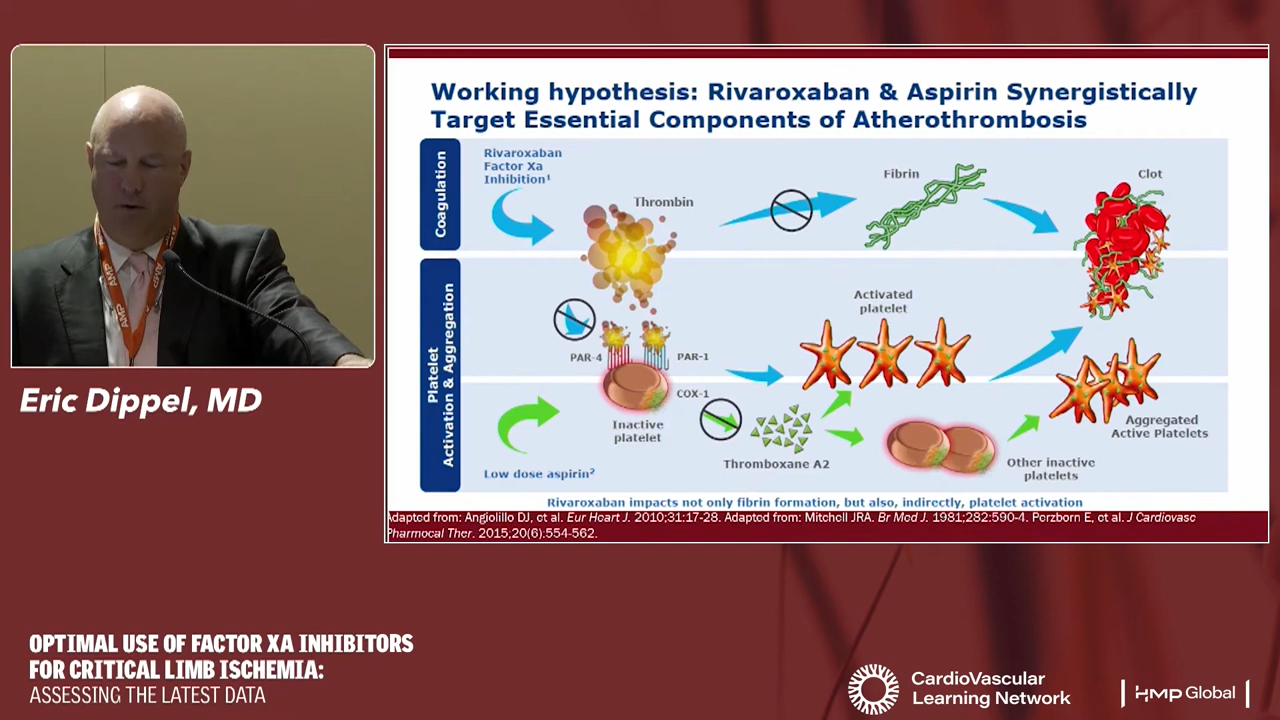 Working hypothesis: Rivaroxaban & Aspirin Synergistically
Target Essential Components of Atherothrombosis
Coagulation
Rivaroxaban
Factor Xa
Inhibition¹
Thrombin
Fibrin
Clot
Platelet
Activation & Aggregation
PAR-4
PAR-1
COX-1
Inactive
platelet
Low dose aspirin²
Activated
platelet
Thromboxane A2
Other inactive
platelets
Aggregated
Active Platelets
Rivaroxaban impacts not only fibrin formation, but also, indirectly, platelet activation
Adapted from: Angiolillo DJ, et al. Eur Heart J. 2010;31:17-28. Adapted from: Mitchell JRA. Br Med J. 1981;282:590-4. Perzborn E, et al. J Cardiovasc
Pharmocal Ther. 2015;20(6):554-562.
AMP
AMP
Eric Dippel, MD
OPTIMAL USE OF FACTOR XA INHIBITORS
FOR CRITICAL LIMB ISCHEMIA:
ASSESSING THE LATEST DATA
CardioVascular
Learning Network
HMP Global